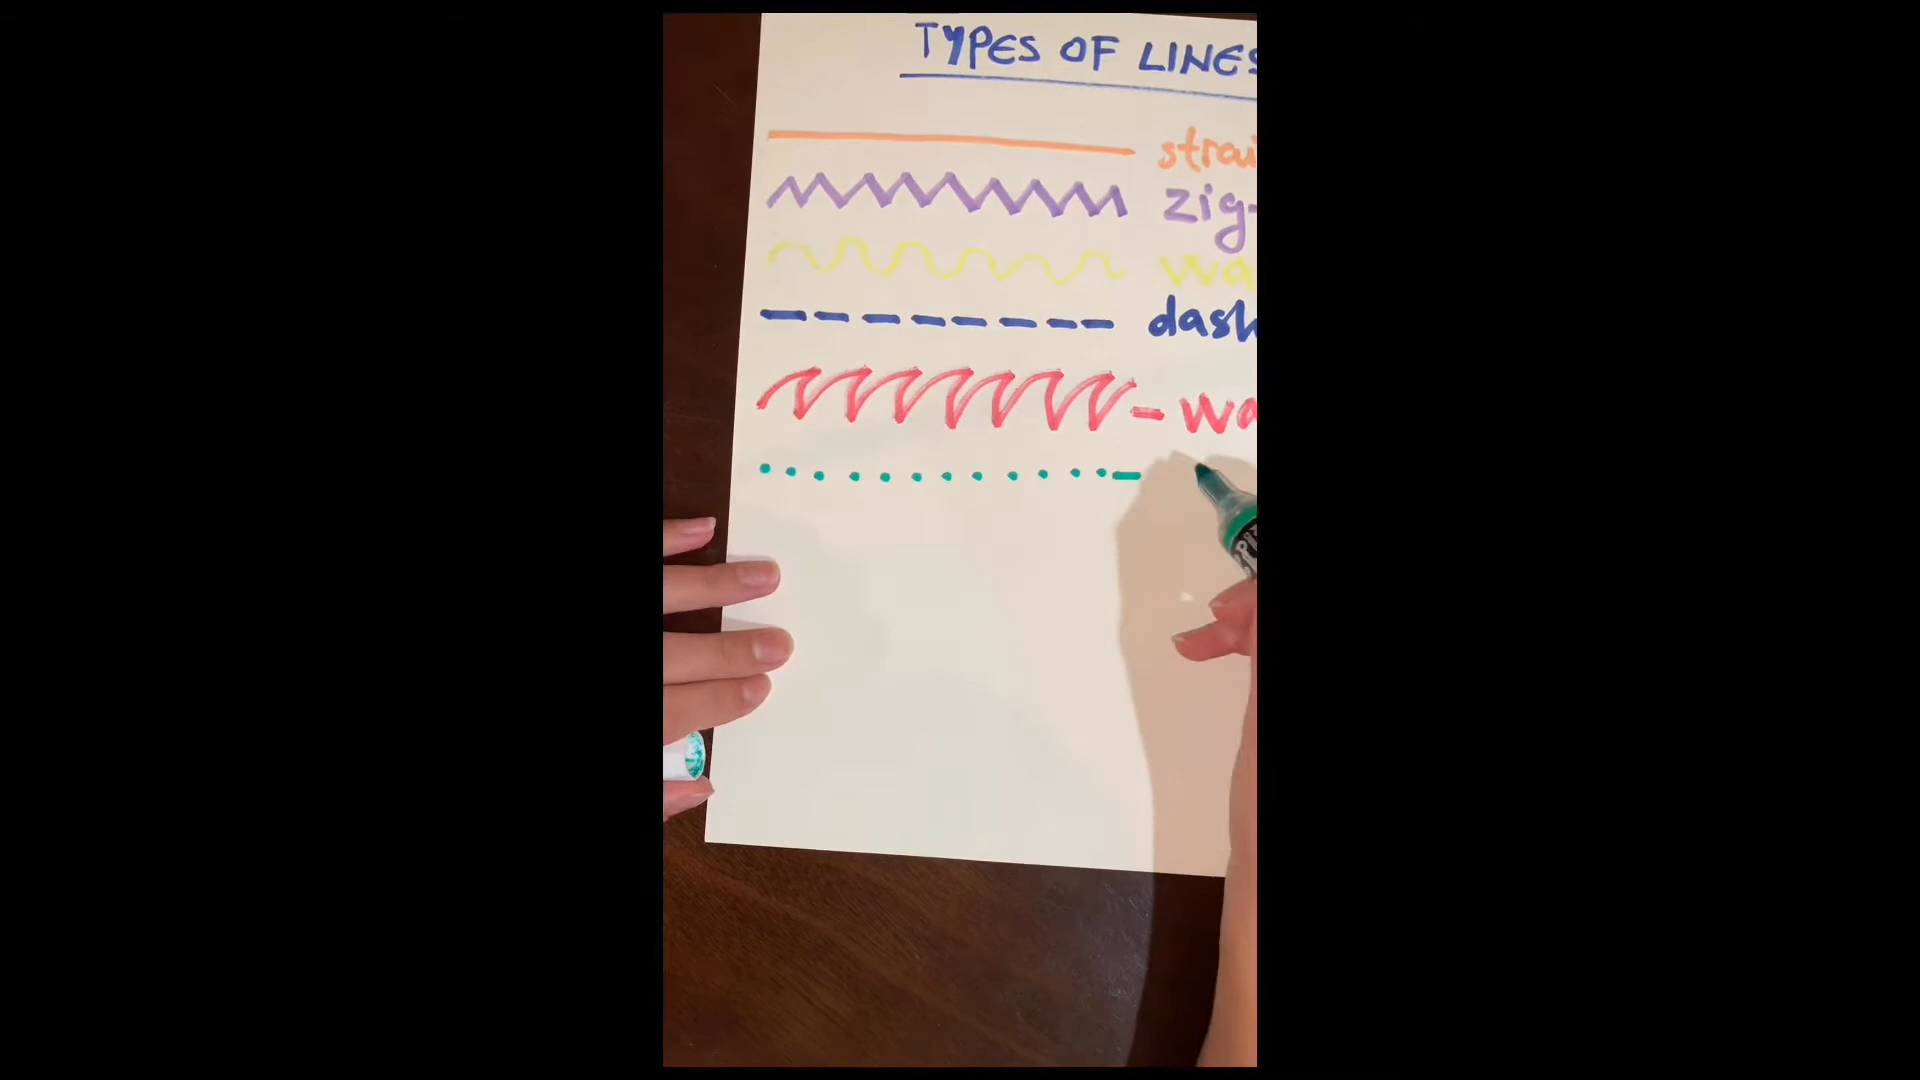 TYPES OF LINES
strai
zig-
wa
dash
- wa